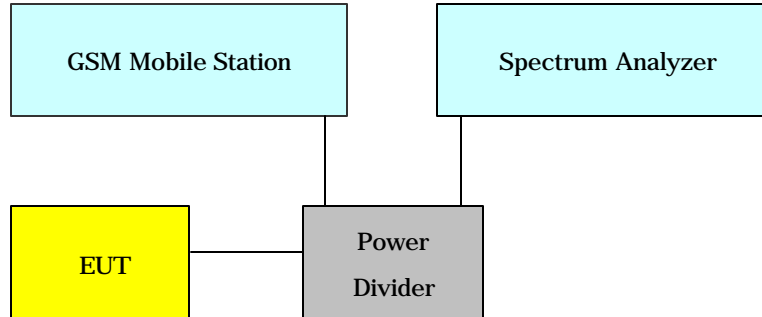 GSM Mobile Station
Spectrum Analyzer
EUT
Power
Divider